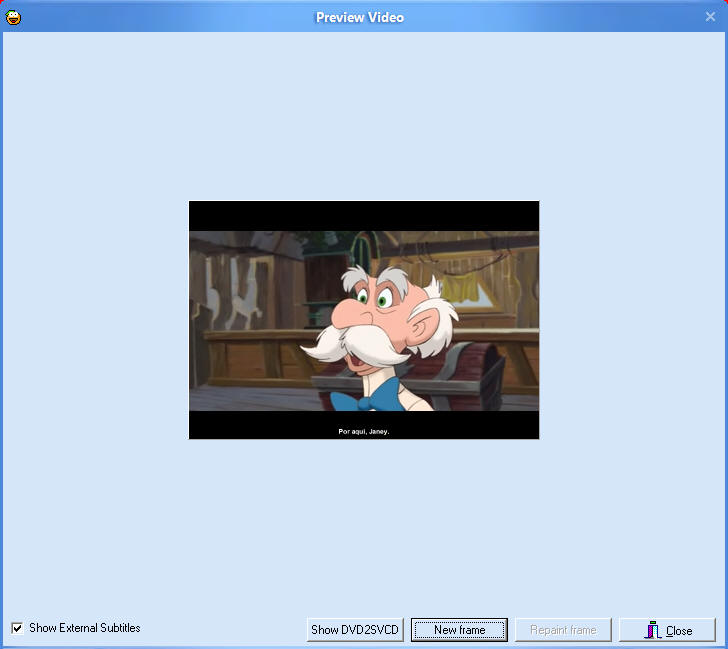 Preview Video
Por aqui, Janey.
Show External Subtitles
Show DVD2SVCD
New frame
Repaint frame
Close